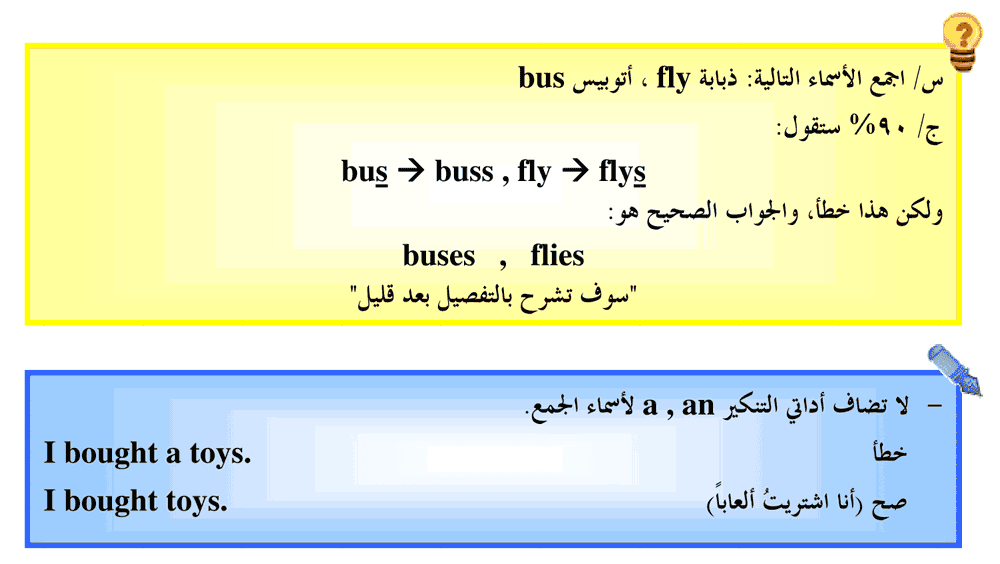 س/ اجمع الأسماء التالية: ذبابة fly ، أتوبيس bus
ج/ ٩٠% ستقول:
bus → buss , fly → flys
ولكن هذا خطأ، والجواب الصحيح هو:
buses , flies
"سوف تشرح بالتفصيل بعد قليل"
- لا تضاف أداتي التنكير a , an لأسماء الجمع.
خطأ I bought a toys.
صح (أنا اشتريتُ ألعاباً) I bought toys.